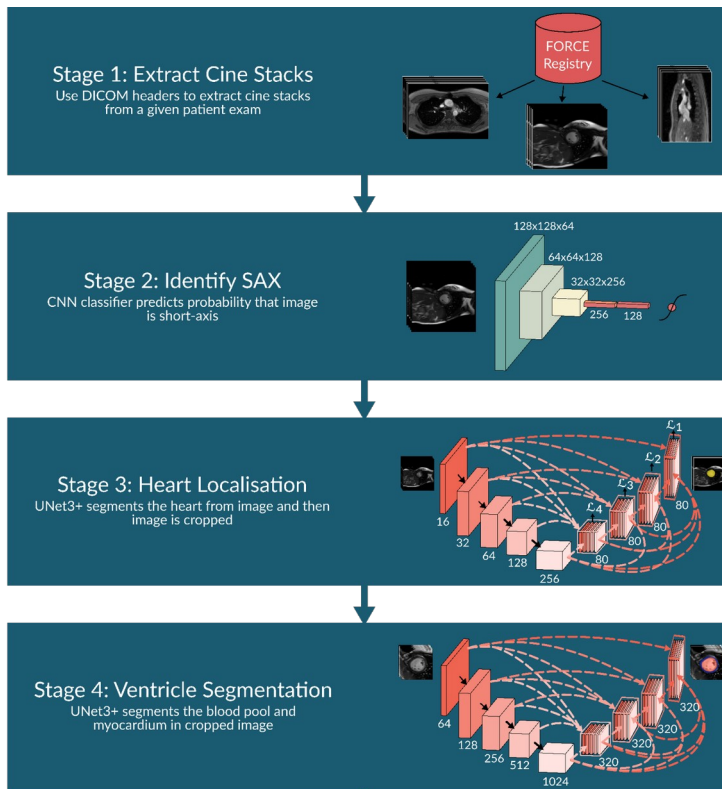 FORCE
Registry
Stage 1: Extract Cine Stacks
Use DICOM headers to extract cine stacks
from a given patient exam
128x128x64
64x64x128
32x32x256
256
128
Stage 2: Identify SAX
CNN classifier predicts probability that image
is short-axis
ℒ1
ℒ2
ℒ3
ℒ4
Stage 3: Heart Localisation
UNet3+ segments the heart from image and then
image is cropped
16
32
64
128
256
80
80
80
80
Stage 4: Ventricle Segmentation
UNet3+ segments the blood pool and
myocardium in cropped image
64
128
256
512
1024
320
320
320
320